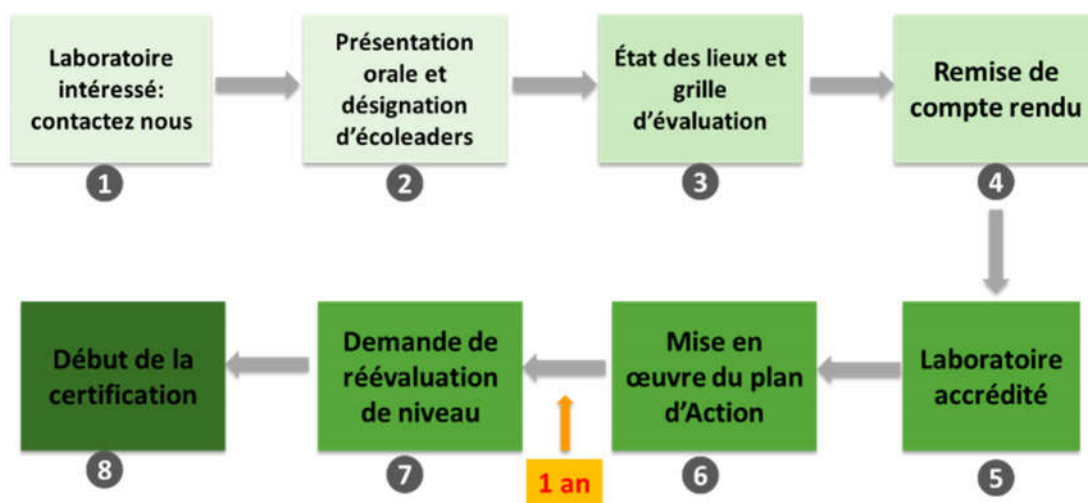 Laboratoire
intéressé:
contactez nous
1
Présentation
orale et
désignation
d'écoleaders
2
État des lieux et
grille
d'évaluation
3
Remise de
compte rendu
4
Laboratoire
accrédité
5
Mise en
œuvre du plan
d'Action
6
1 an
Demande de
réévaluation
de niveau
7
Début de la
certification
8